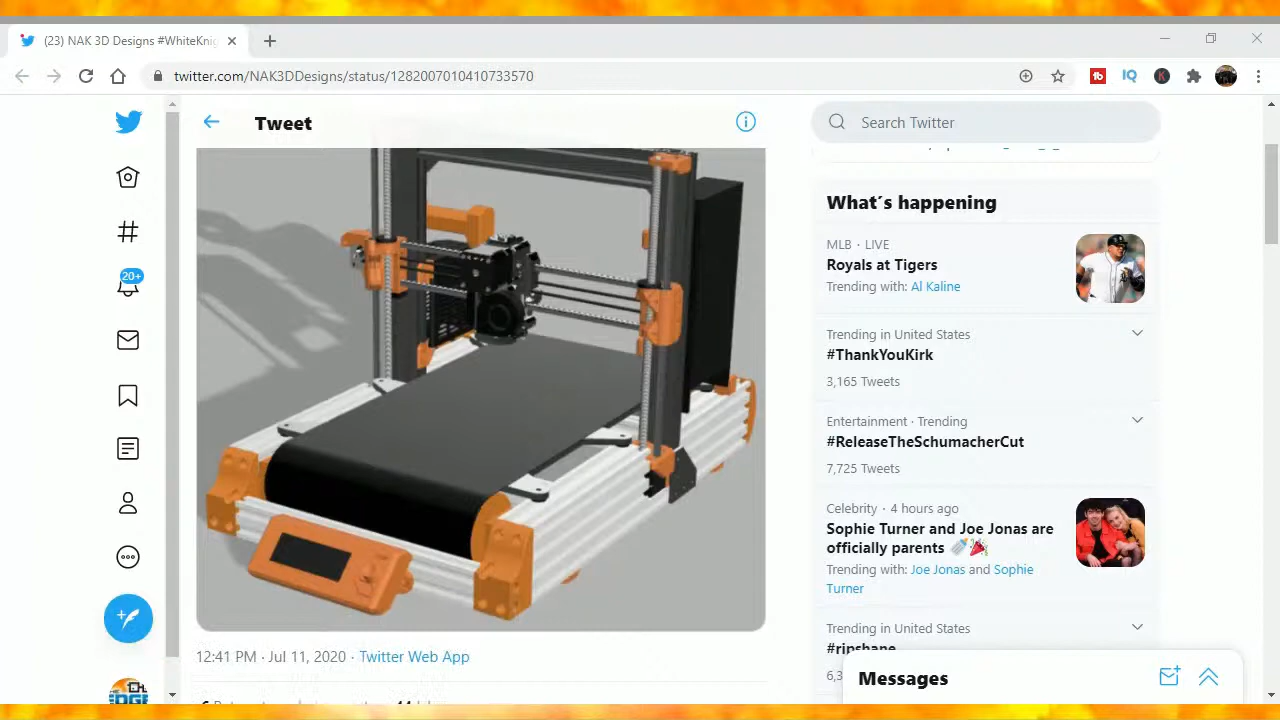 (23) NAK 3D Designs #WhiteKnig
twitter.com/NAK3DDesigns/status/1282007010410733570
IQ
K
Tweet
Search Twitter
What's happening
MLB · LIVE
Royals at Tigers
Trending with: Al Kaline
20+
Trending in United States
#ThankYouKirk
3,165 Tweets
Entertainment · Trending
#ReleaseTheSchumacherCut
7,725 Tweets
Celebrity · 4 hours ago
Sophie Turner and Joe Jonas are
officially parents 🍼🎉
Trending with: Joe Jonas and Sophie
Turner
Trending in United States
#ripshane
Messages
12:41 PM · Jul 11, 2020 · Twitter Web App